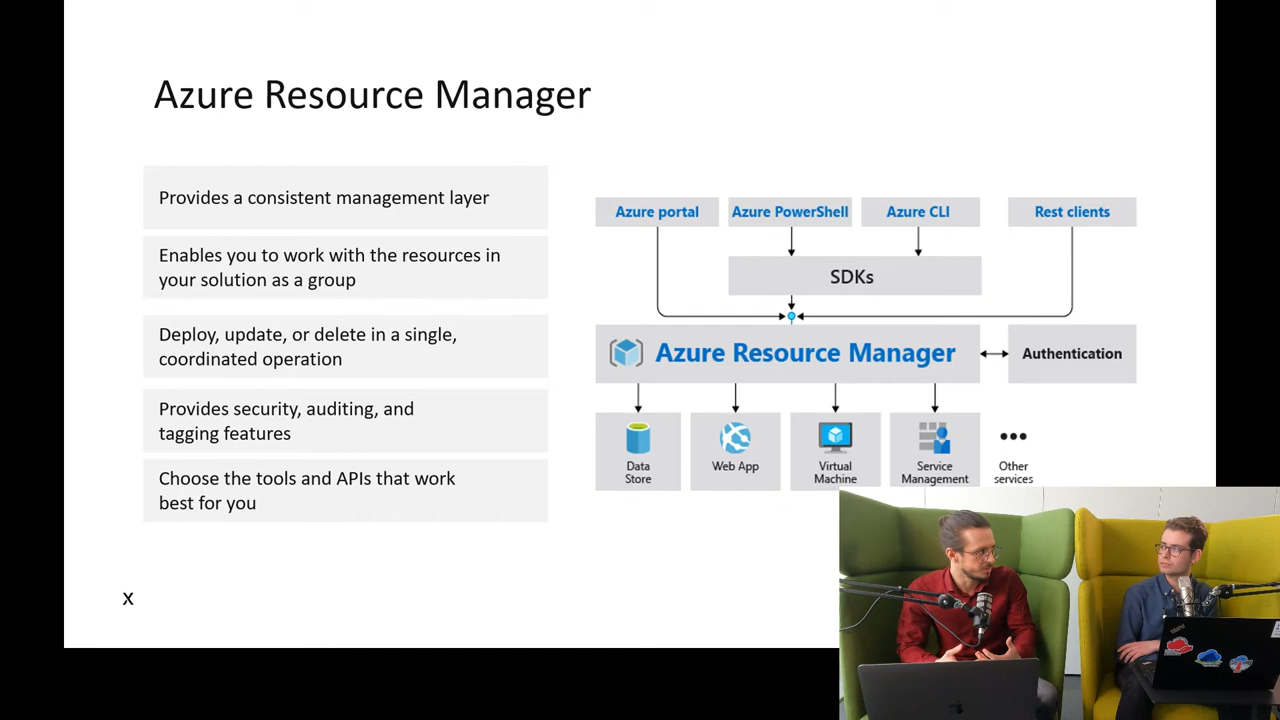 Azure Resource Manager
Provides a consistent management layer
Enables you to work with the resources in
your solution as a group
Deploy, update, or delete in a single,
coordinated operation
Provides security, auditing, and
tagging features
Choose the tools and APIs that work
best for you
x
Azure portal
Azure PowerShell
Azure CLI
Rest clients
SDKs
Azure Resource Manager
Authentication
Data
Store
Web App
Virtual
Machine
Service
Management
Other
services